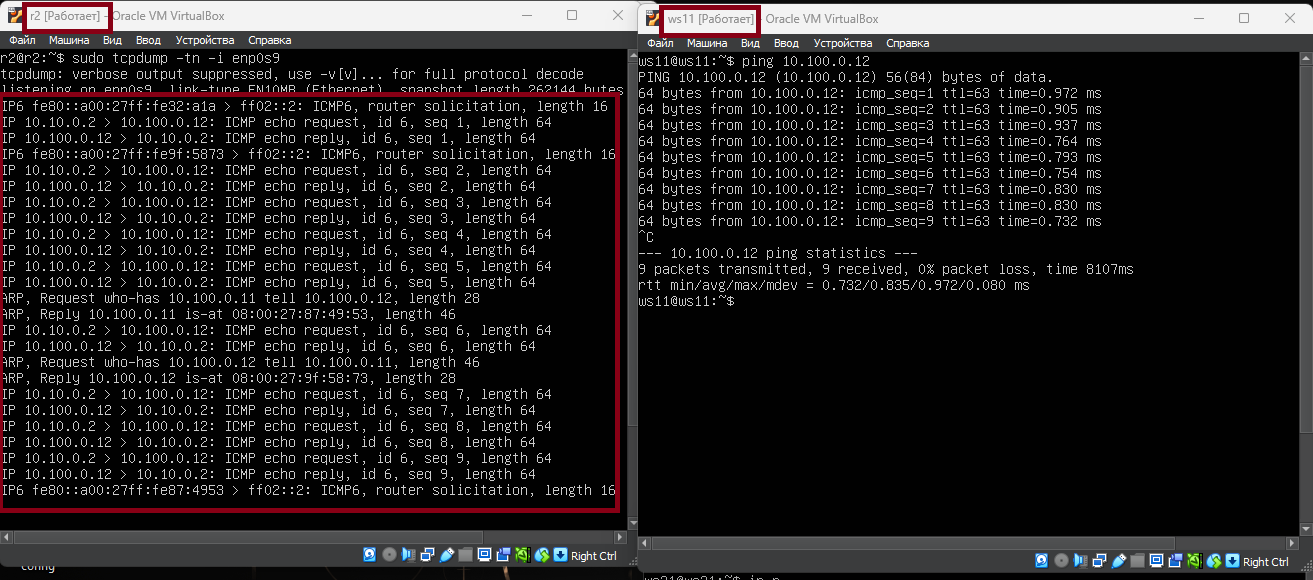 r2 [Работает] - Oracle VM VirtualBox
Файл Машина Вид Ввод Устройства Справка
r2@r2:~$ sudo tcpdump -tn -i enp0s9
tcpdump: verbose output suppressed, use -v[v]... for full protocol decode
listening on enp0s9, link-type EN10MB (Ethernet), snapshot length 262144 bytes
IP6 fe80::a00:27ff:fe32:a1a > ff02::2: ICMP6, router solicitation, length 16
IP 10.10.0.2 > 10.100.0.12: ICMP echo request, id 6, seq 1, length 64
IP 10.100.0.12 > 10.10.0.2: ICMP echo reply, id 6, seq 1, length 64
IP6 fe80::a00:27ff:fe9f:5873 > ff02::2: ICMP6, router solicitation, length 16
IP 10.10.0.2 > 10.100.0.12: ICMP echo request, id 6, seq 2, length 64
IP 10.100.0.12 > 10.10.0.2: ICMP echo reply, id 6, seq 2, length 64
IP 10.10.0.2 > 10.100.0.12: ICMP echo request, id 6, seq 3, length 64
IP 10.100.0.12 > 10.10.0.2: ICMP echo reply, id 6, seq 3, length 64
IP 10.10.0.2 > 10.100.0.12: ICMP echo request, id 6, seq 4, length 64
IP 10.100.0.12 > 10.10.0.2: ICMP echo reply, id 6, seq 4, length 64
IP 10.10.0.2 > 10.100.0.12: ICMP echo request, id 6, seq 5, length 64
IP 10.100.0.12 > 10.10.0.2: ICMP echo reply, id 6, seq 5, length 64
ARP, Request who-has 10.100.0.11 tell 10.100.0.12, length 28
ARP, Reply 10.100.0.11 is-at 08:00:27:87:49:53, length 46
IP 10.10.0.2 > 10.100.0.12: ICMP echo request, id 6, seq 6, length 64
IP 10.100.0.12 > 10.10.0.2: ICMP echo reply, id 6, seq 6, length 64
ARP, Request who-has 10.100.0.12 tell 10.100.0.11, length 46
ARP, Reply 10.100.0.12 is-at 08:00:27:9f:58:73, length 28
IP 10.10.0.2 > 10.100.0.12: ICMP echo request, id 6, seq 7, length 64
IP 10.100.0.12 > 10.10.0.2: ICMP echo reply, id 6, seq 7, length 64
IP 10.10.0.2 > 10.100.0.12: ICMP echo request, id 6, seq 8, length 64
IP 10.100.0.12 > 10.10.0.2: ICMP echo reply, id 6, seq 8, length 64
IP 10.10.0.2 > 10.100.0.12: ICMP echo request, id 6, seq 9, length 64
IP 10.100.0.12 > 10.10.0.2: ICMP echo reply, id 6, seq 9, length 64
IP6 fe80::a00:27ff:fe87:4953 > ff02::2: ICMP6, router solicitation, length 16
Right Ctrl
config
ws11 [Работает] - Oracle VM VirtualBox
Файл Машина Вид Ввод Устройства Справка
ws11@ws11:~$ ping 10.100.0.12
PING 10.100.0.12 (10.100.0.12) 56(84) bytes of data.
64 bytes from 10.100.0.12: icmp_seq=1 ttl=63 time=0.972 ms
64 bytes from 10.100.0.12: icmp_seq=2 ttl=63 time=0.905 ms
64 bytes from 10.100.0.12: icmp_seq=3 ttl=63 time=0.937 ms
64 bytes from 10.100.0.12: icmp_seq=4 ttl=63 time=0.764 ms
64 bytes from 10.100.0.12: icmp_seq=5 ttl=63 time=0.793 ms
64 bytes from 10.100.0.12: icmp_seq=6 ttl=63 time=0.754 ms
64 bytes from 10.100.0.12: icmp_seq=7 ttl=63 time=0.830 ms
64 bytes from 10.100.0.12: icmp_seq=8 ttl=63 time=0.830 ms
64 bytes from 10.100.0.12: icmp_seq=9 ttl=63 time=0.732 ms
^C
--- 10.100.0.12 ping statistics ---
9 packets transmitted, 9 received, 0% packet loss, time 8107ms
rtt min/avg/max/mdev = 0.732/0.835/0.972/0.080 ms
ws11@ws11:~$
Right Ctrl
ws21@ws21:~$ ip r